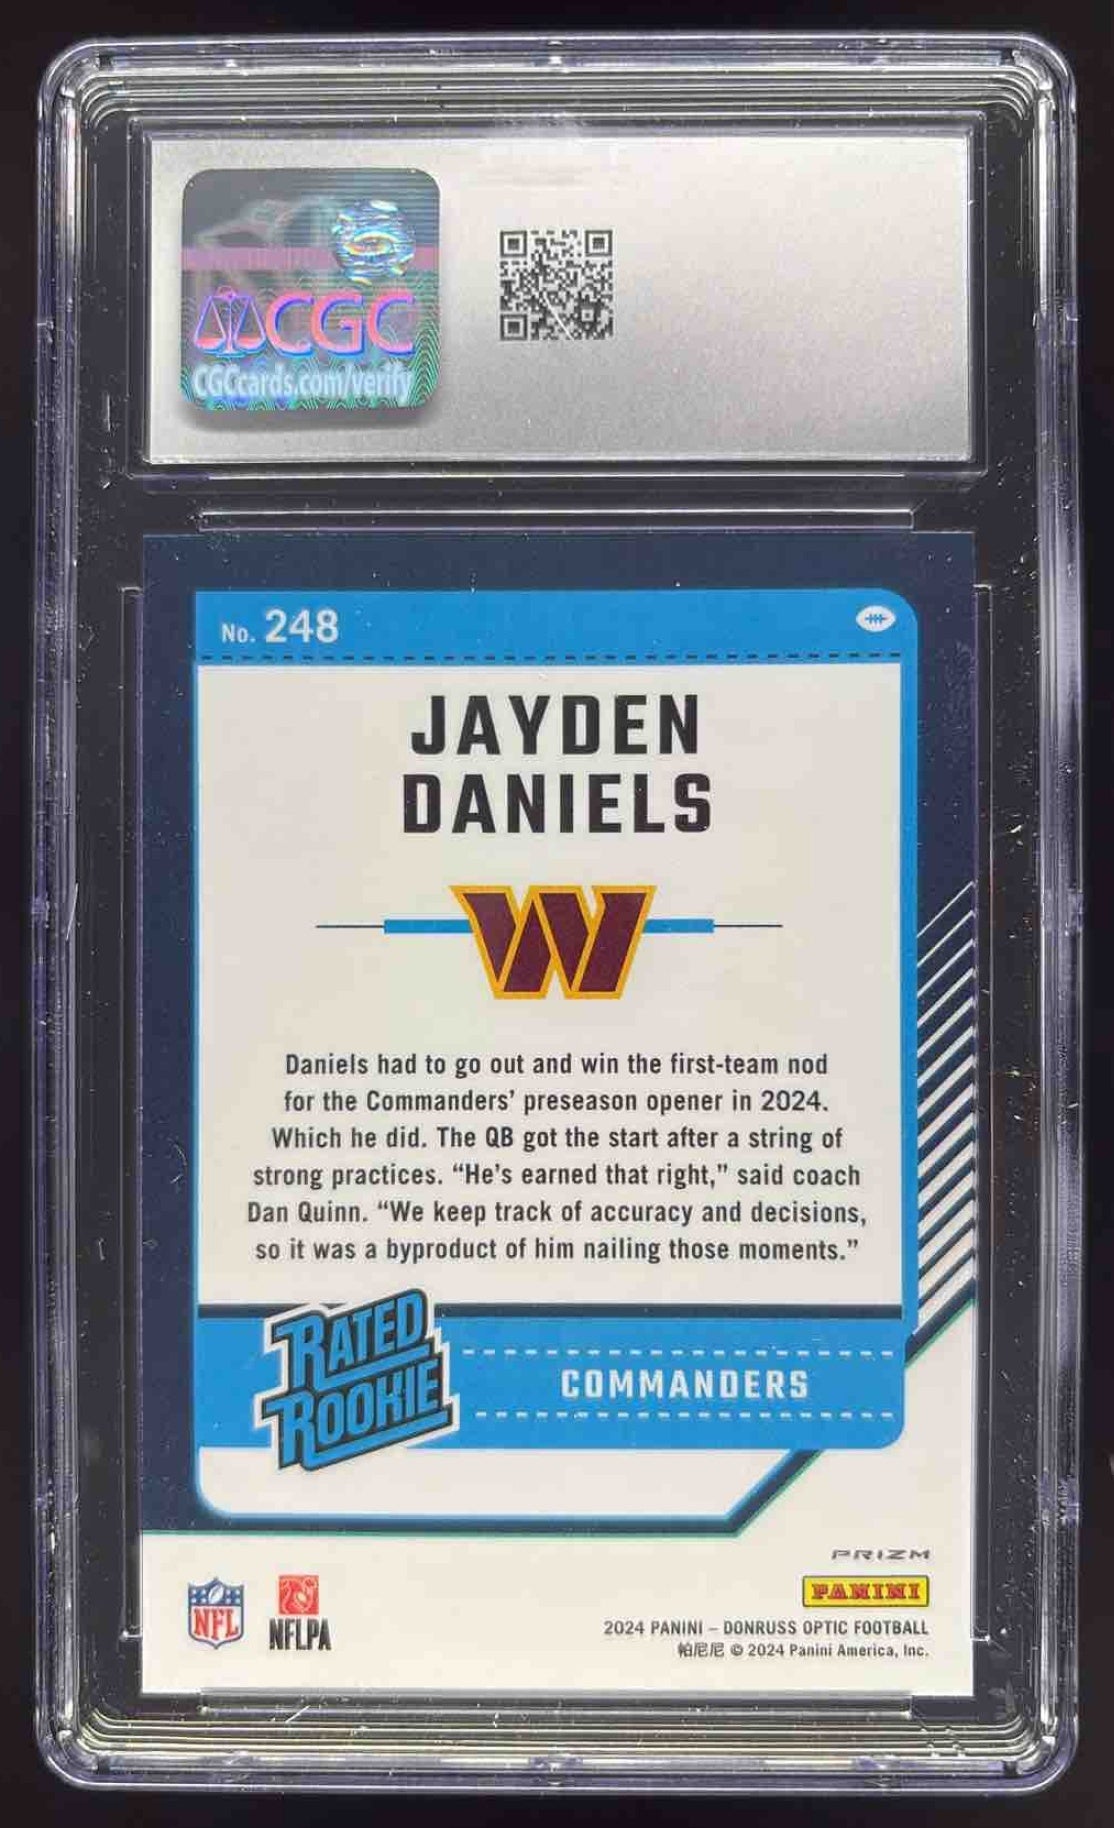 CGC
CGCcards.com/verify
No. 248
JAYDEN
DANIELS
W
Daniels had to go out and win the first-team nod
for the Commanders’ preseason opener in 2024.
Which he did. The QB got the start after a string of
strong practices. “He’s earned that right,” said coach
Dan Quinn. “We keep track of accuracy and decisions,
so it was a byproduct of him nailing those moments.”
RATED
ROOKIE
COMMANDERS
PRIZM
PANINI
NFL
NFLPA
2024 PANINI – DONRUSS OPTIC FOOTBALL
帕尼尼 © 2024 Panini America, Inc.